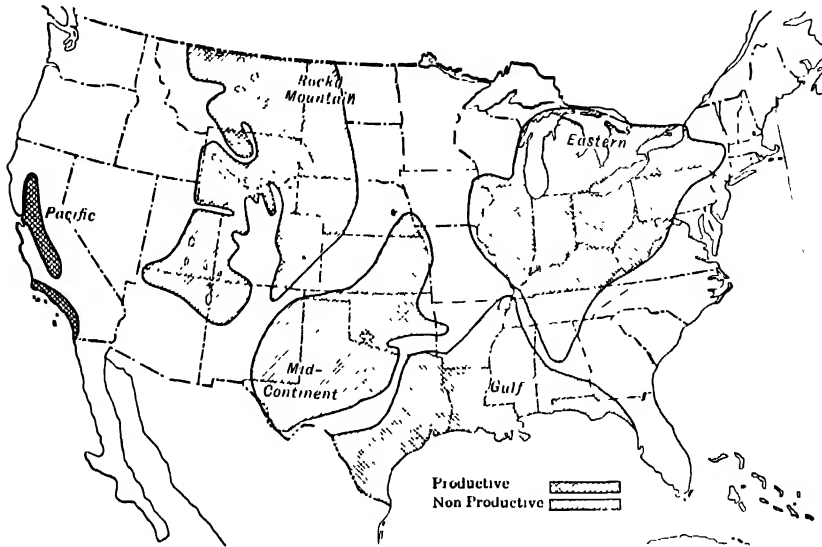 Rocky
Mountain
Eastern
Pacific
Mid-
Continent
Gulf
Productive
Non Productive